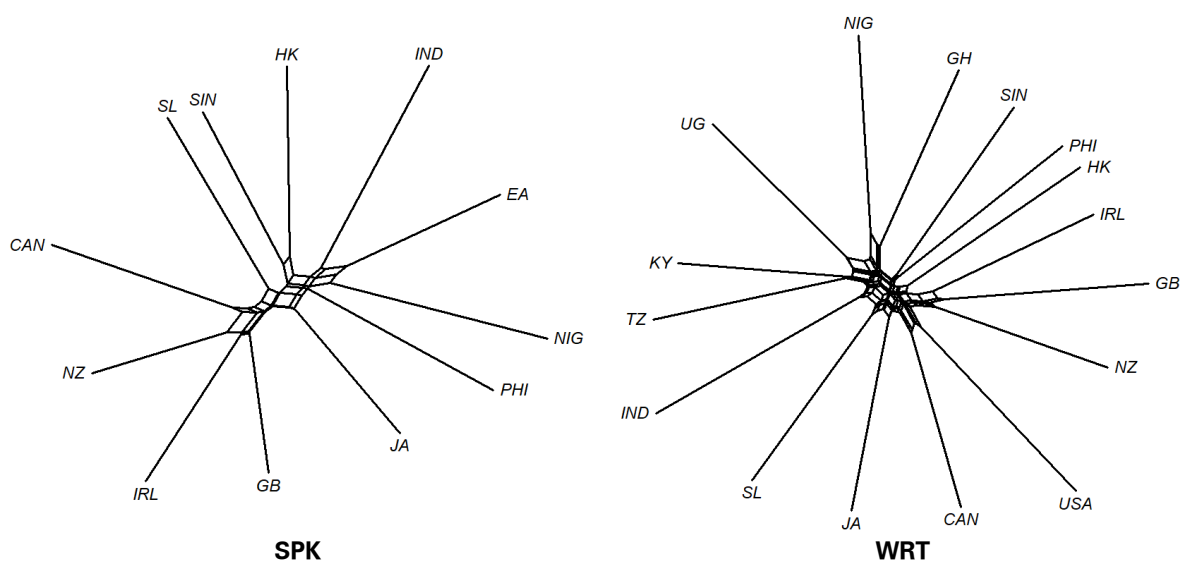 HK
IND
SL
SIN
EA
CAN
NIG
NZ
PHI
JA
IRL
GB
SPK
NIG
GH
SIN
UG
PHI
HK
IRL
KY
GB
TZ
NZ
IND
SL
JA
CAN
USA
WRT